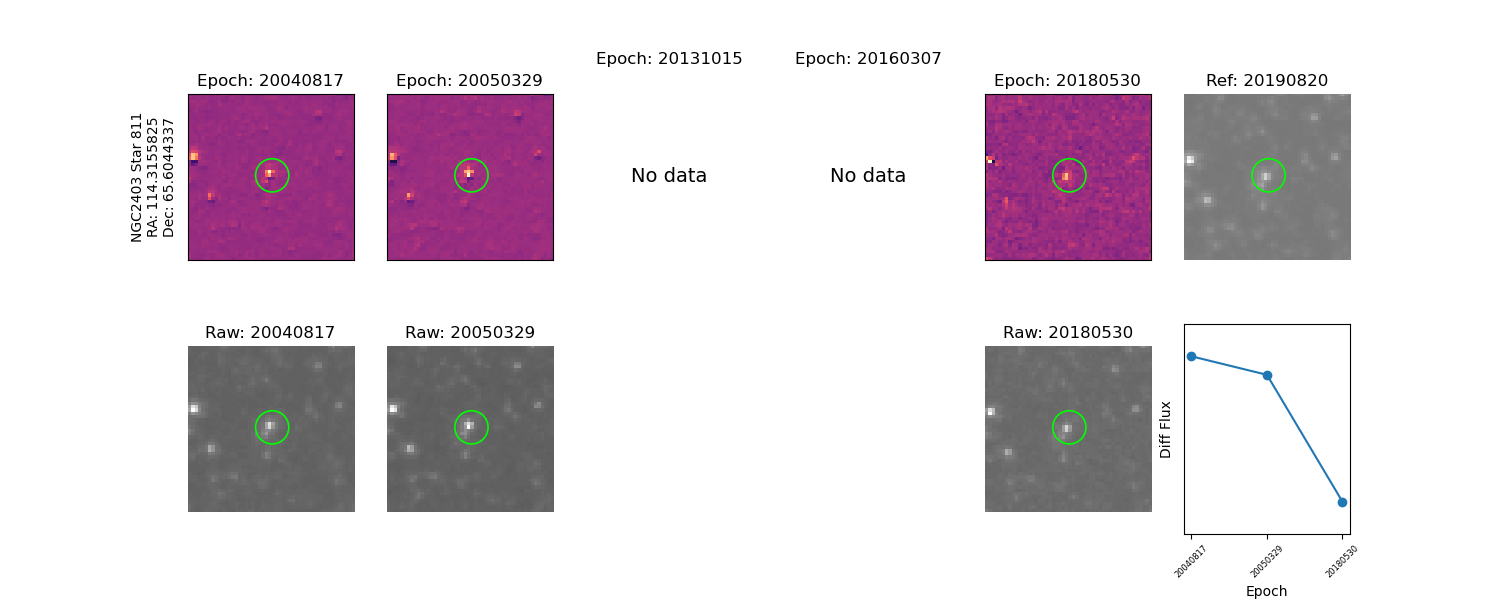 Epoch: 20131015
Epoch: 20160307
Epoch: 20040817
Epoch: 20050329
Epoch: 20180530
Ref: 20190820
NGC2403 Star 811
RA: 114.3155825
Dec: 65.6044337
No data
No data
Raw: 20040817
Raw: 20050329
Raw: 20180530
Diff Flux
20040817
20050329
20180530
Epoch